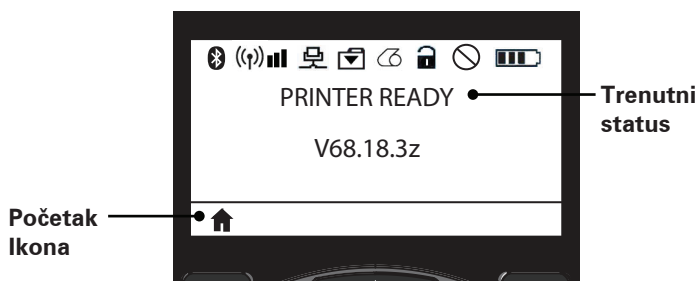 PRINTER READY
Trenutni
status
V68.18.3z
Početak
Ikona